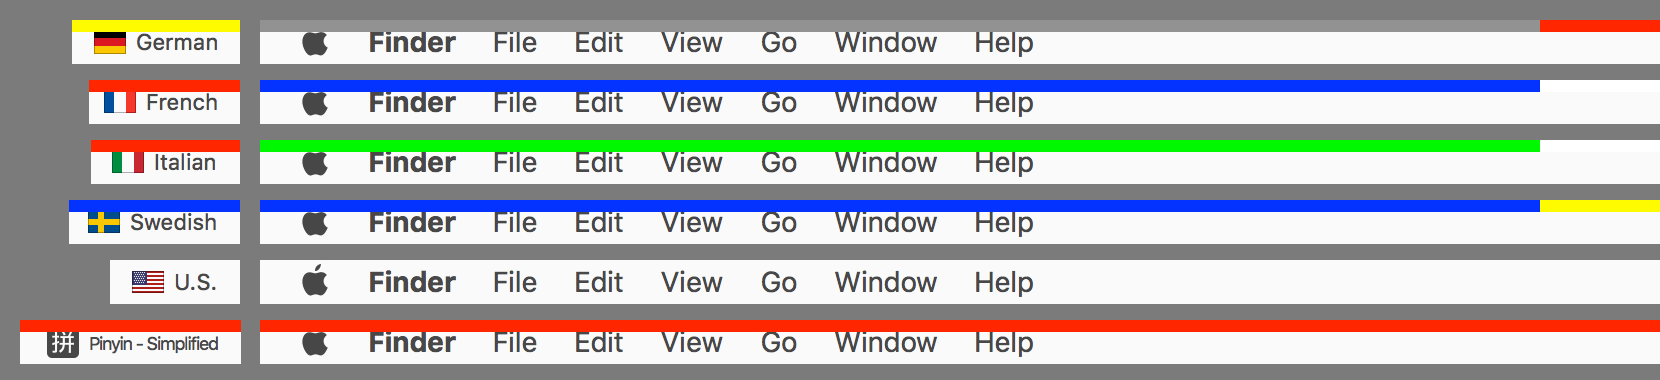 German Finder File Edit View Go Window Help
French Finder File Edit View Go Window Help
Italian Finder File Edit View Go Window Help
Swedish Finder File Edit View Go Window Help
U.S. Finder File Edit View Go Window Help
拼 Pinyin - Simplified Finder File Edit View Go Window Help